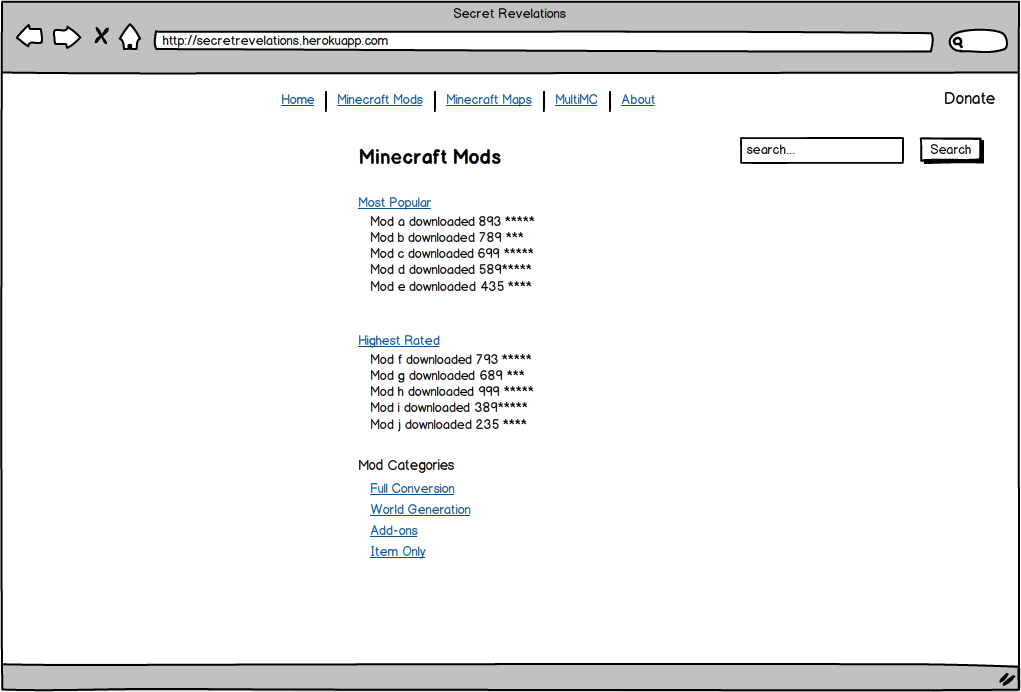 Secret Revelations
http://secretrevelations.herokuapp.com
Home Minecraft Mods Minecraft Maps MultiMC About Donate
Minecraft Mods search... Search
Most Popular
Mod a downloaded 893 *****
Mod b downloaded 789 ***
Mod c downloaded 699 *****
Mod d downloaded 589*****
Mod e downloaded 435 ****
Highest Rated
Mod f downloaded 793 *****
Mod g downloaded 689 ***
Mod h downloaded 999 *****
Mod i downloaded 389*****
Mod j downloaded 235 ****
Mod Categories
Full Conversion
World Generation
Add-ons
Item Only